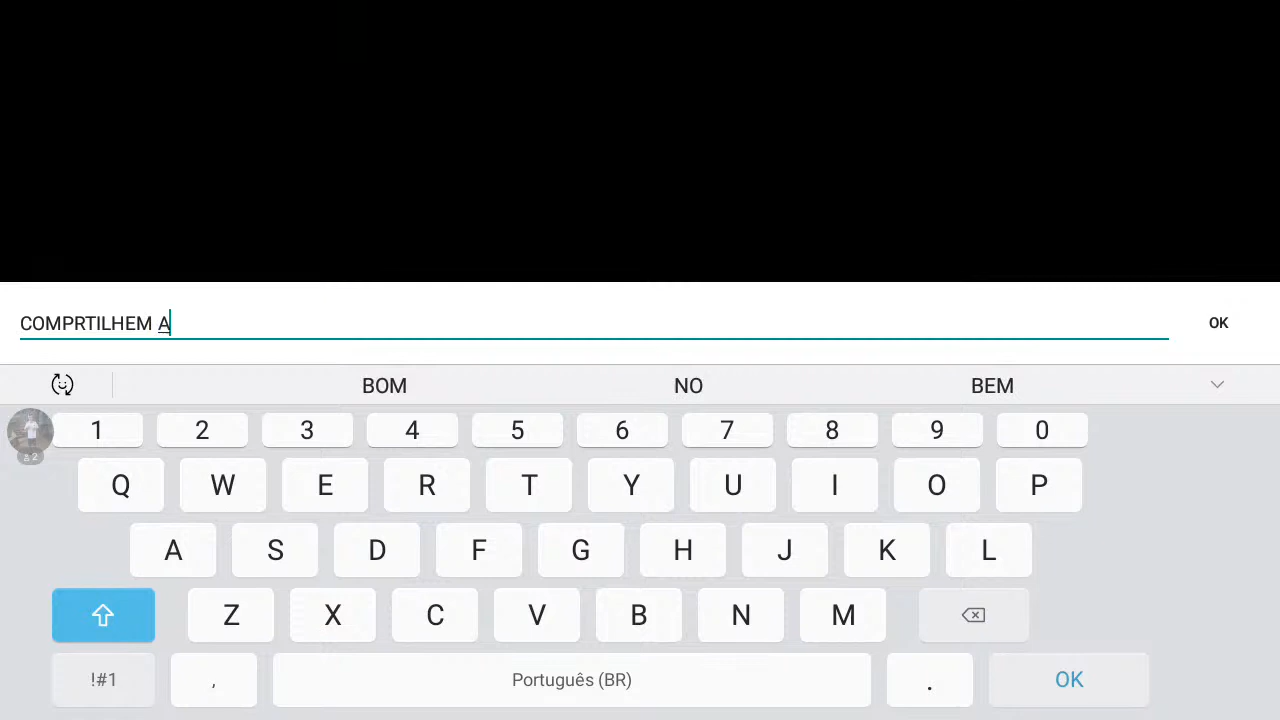 COMPRTILHEM A
OK
BOM NO BEM
1 2 3 4 5 6 7 8 9 0
2
Q W E R T Y U I O P
A S D F G H J K L
Z X C V B N M
!#1 , Português (BR) . OK